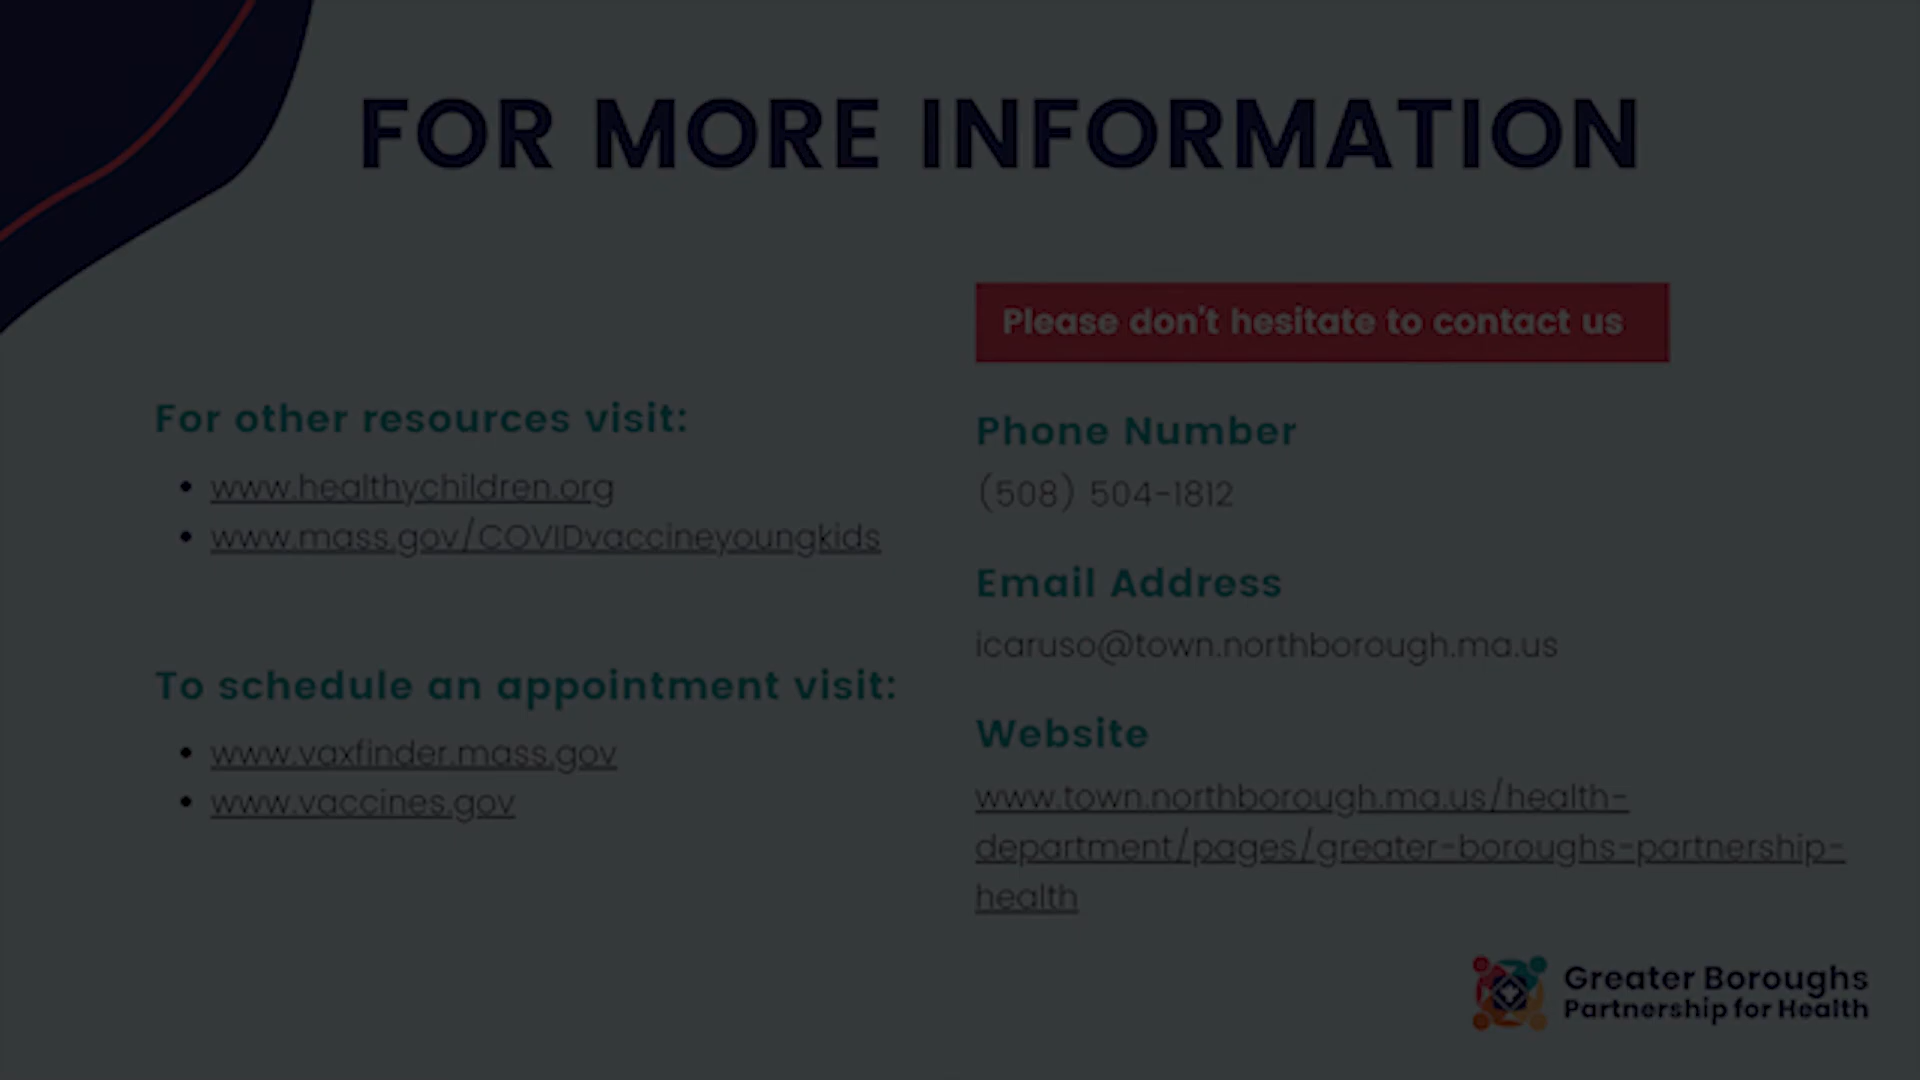 FOR MORE INFORMATION
For other resources visit:
www.healthychildren.org
www.mass.gov/COVIDvaccineyoungkids
To schedule an appointment visit:
www.vaxfinder.mass.gov
www.vaccines.gov
Please don't hesitate to contact us
Phone Number
(508) 504-1812
Email Address
icaruso@town.northborough.ma.us
Website
www.town.northborough.ma.us/health-
department/pages/greater-boroughs-partnership-
health
Greater Boroughs
Partnership for Health